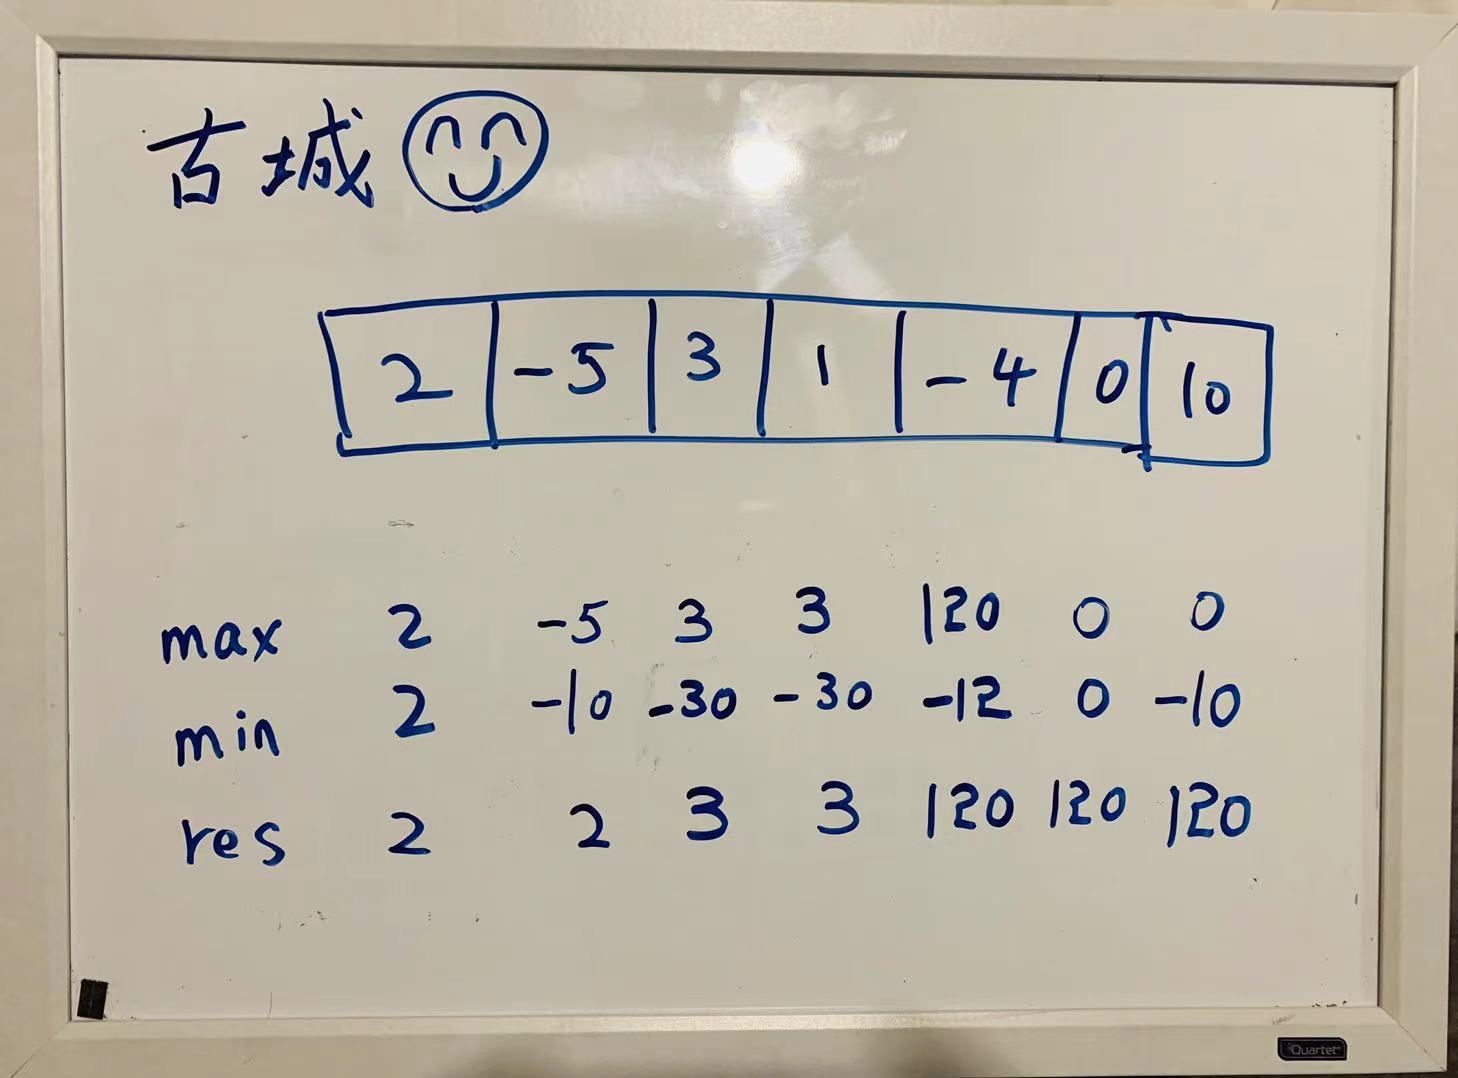 古城
2 -5 3 1 -4 0 10
max 2 -5 3 3 120 0 0
min 2 -10 -30 -30 -12 0 -10
res 2 2 3 3 120 120 120
Quartet